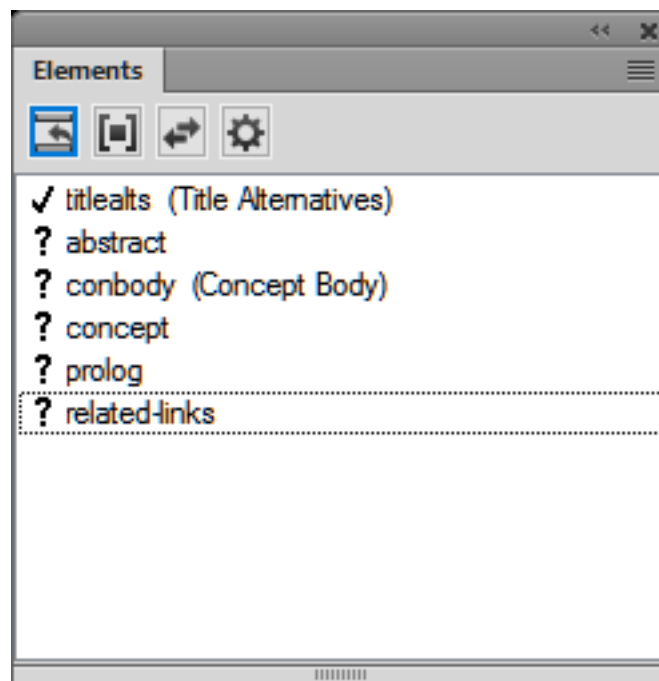 Elements
titlealts (Title Alternatives)
? abstract
? conbody (Concept Body)
? concept
? prolog
? related-links